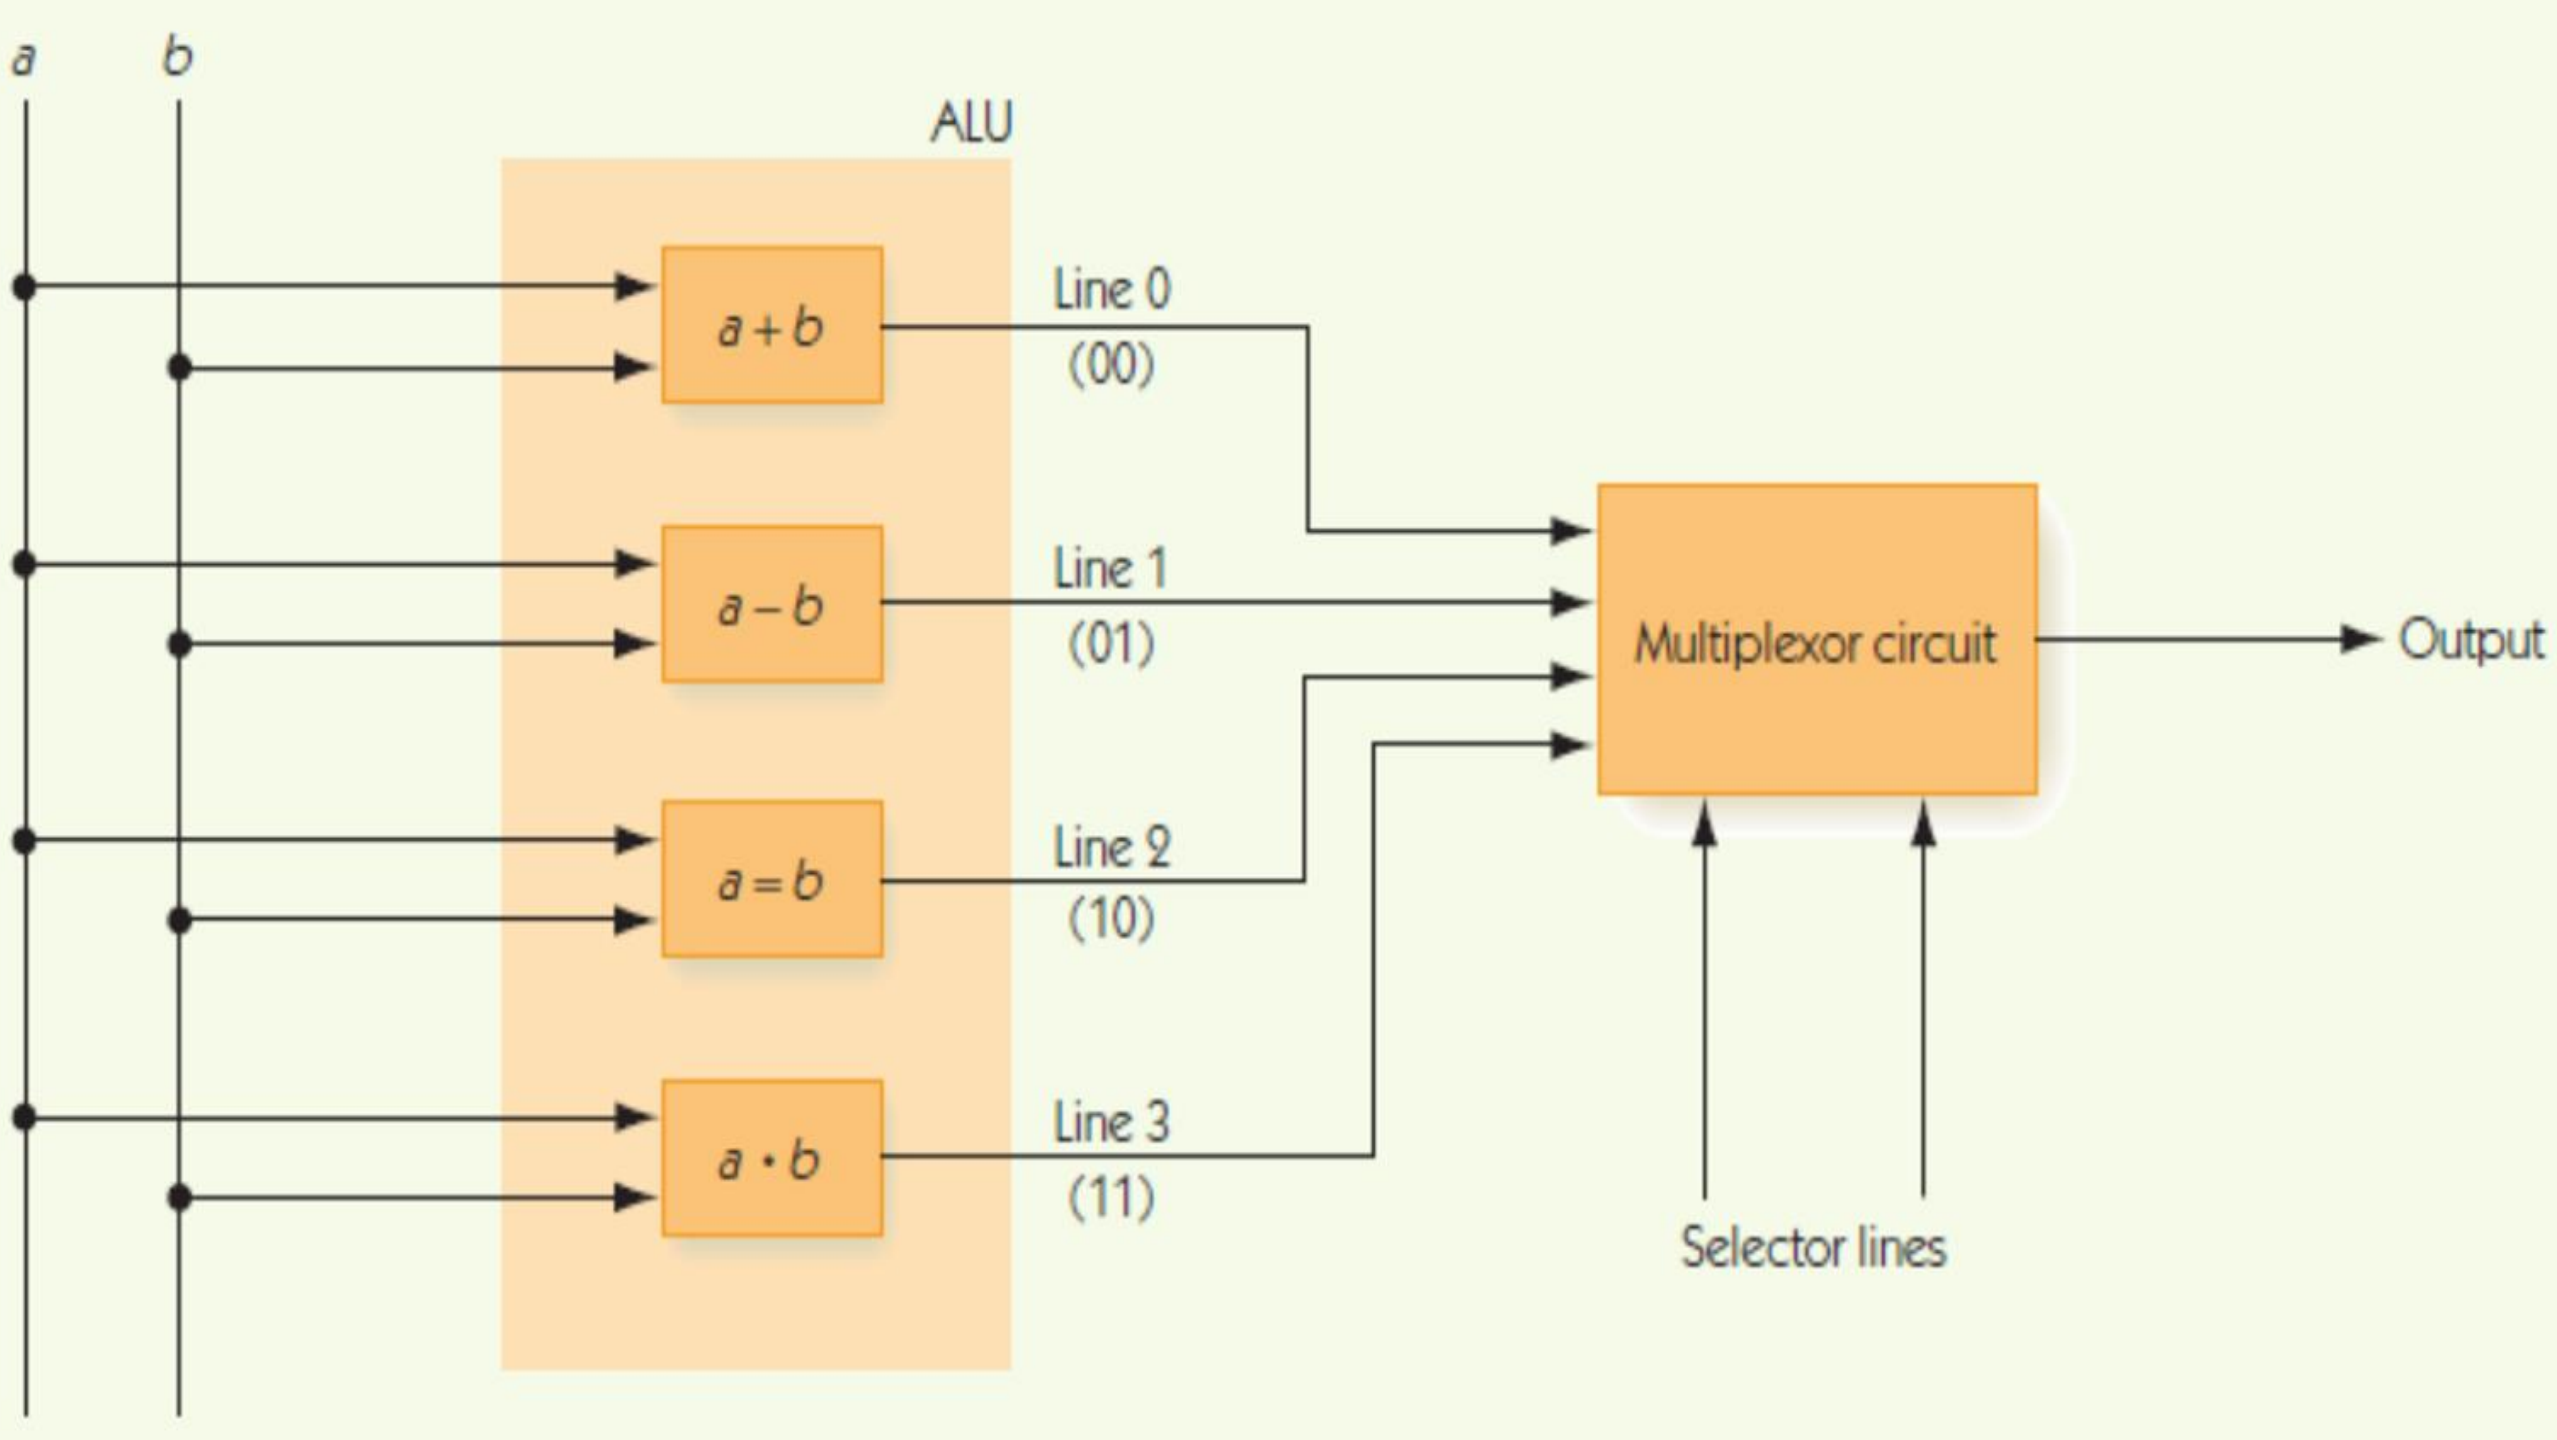 a
b
ALU
a + b
Line 0
(00)
a – b
Line 1
(01)
a = b
Line 2
(10)
a · b
Line 3
(11)
Multiplexor circuit
Output
Selector lines